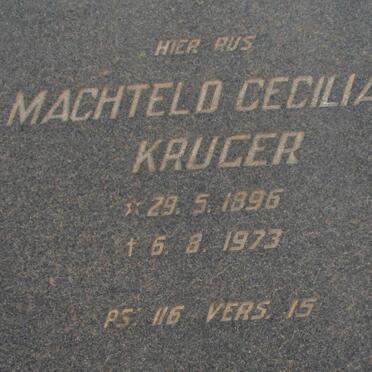 HIER RUS
MACHTELD CECILIA
KRUGER
☆ 29. 5. 1896
† 6. 8. 1973
PS. 116 VERS. 15